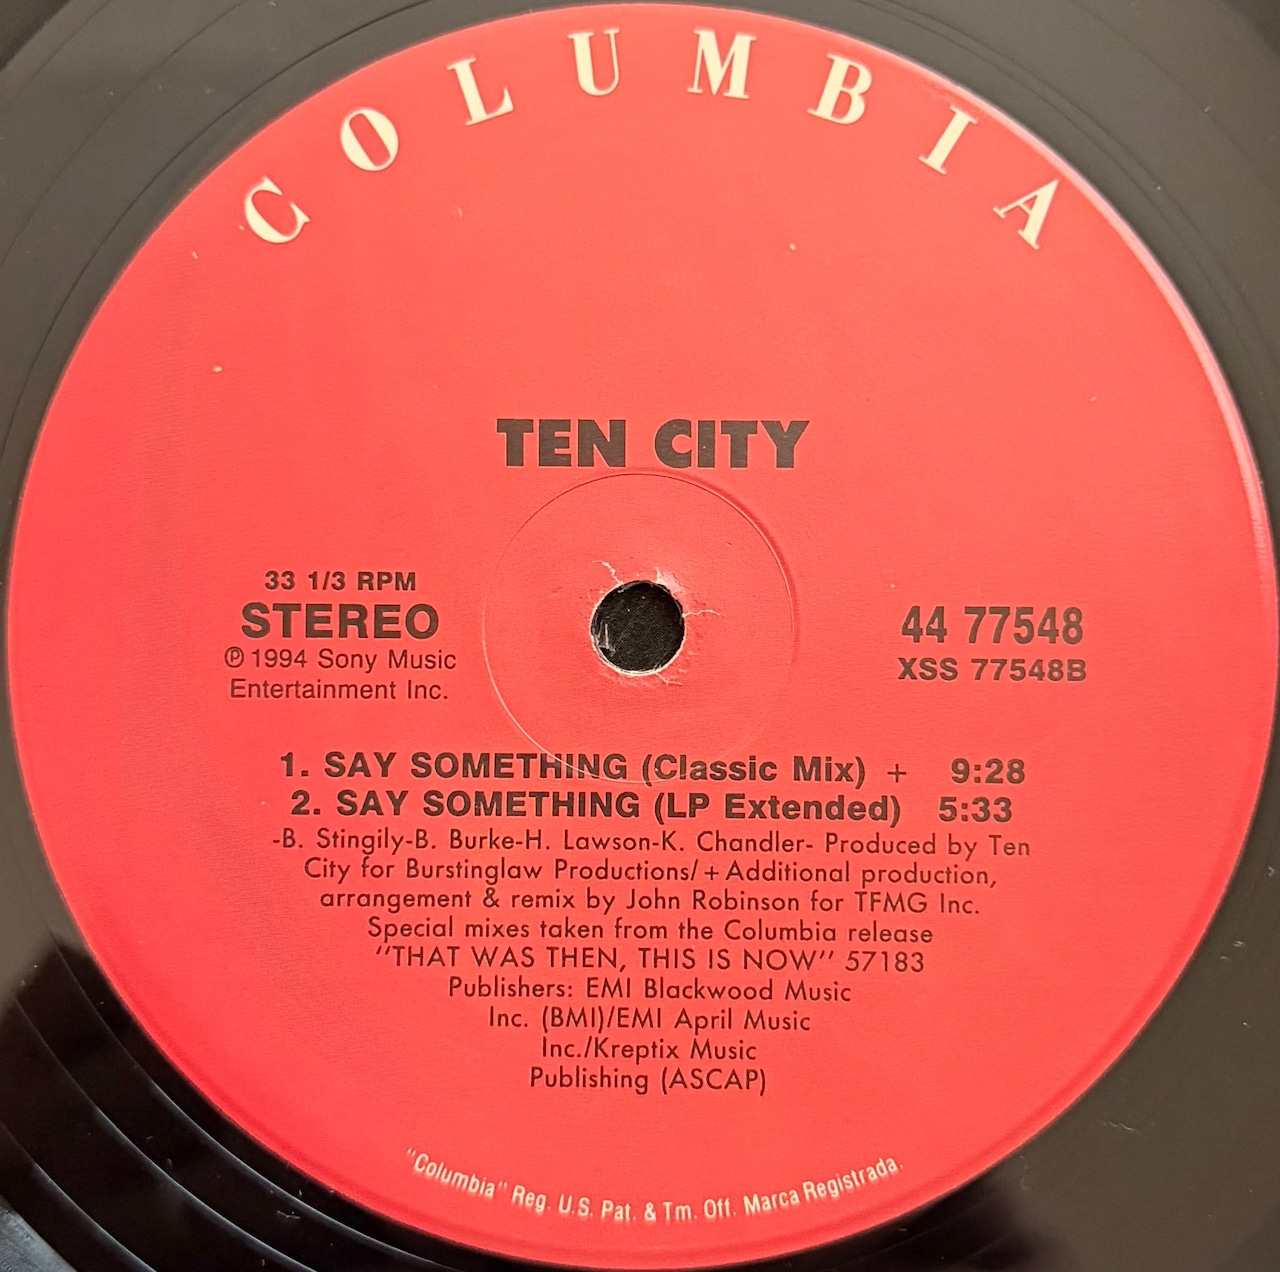 COLUMBIA
TEN CITY
33 1/3 RPM
STEREO
Ⓟ 1994 Sony Music
Entertainment Inc.
44 77548
XSS 77548B
1. SAY SOMETHING (Classic Mix) + 9:28
2. SAY SOMETHING (LP Extended) 5:33
-B. Stingily-B. Burke-H. Lawson-K. Chandler- Produced by Ten
City for Burstinglaw Productions/+Additional production,
arrangement & remix by John Robinson for TFMG Inc.
Special mixes taken from the Columbia release
"THAT WAS THEN, THIS IS NOW" 57183
Publishers: EMI Blackwood Music
Inc. (BMI)/EMI April Music
Inc./Kreptix Music
Publishing (ASCAP)
"Columbia" Reg. U.S. Pat. & Tm. Off. Marca Registrada.